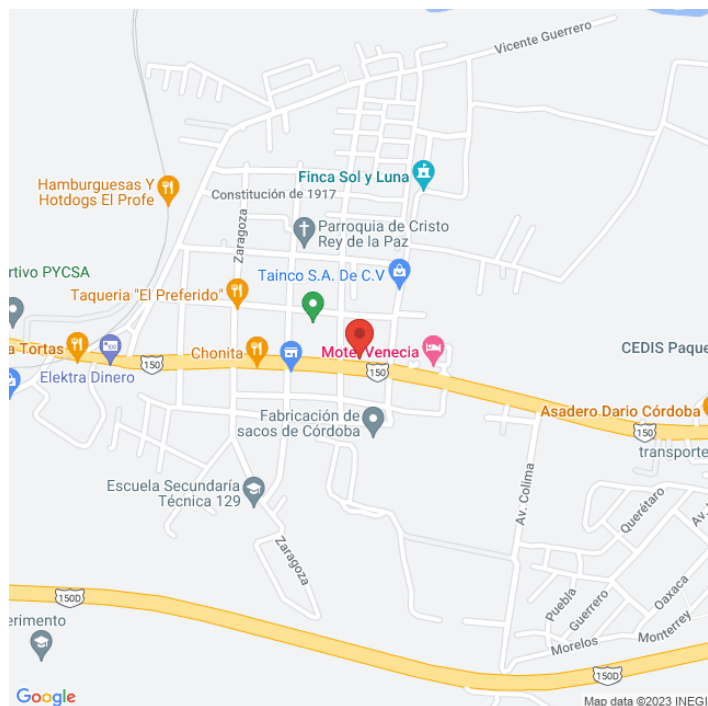 Vicente Guerrero
Finca Sol y Luna
Hamburguesas Y
Hotdogs El Profe
Constitución de 1917
Zaragoza
Parroquia de Cristo
Rey de la Paz
rtivo PYCSA
Tainco S.A. De C.V
Taqueria "El Preferido"
a Tortas
Chonita
Motel Venecia
CEDIS Paque
150
Elektra Dinero
150
Asadero Dario Córdoba
Fabricación de
sacos de Córdoba
150
transporte
Escuela Secundaría
Técnica 129
Av. Colima
Querétaro
Av.
Zaragoza
150D
Puebla
Guerrero
Oaxaca
Monterrey
Morelos
erimento
150D
Google
Map data ©2023 INEGI